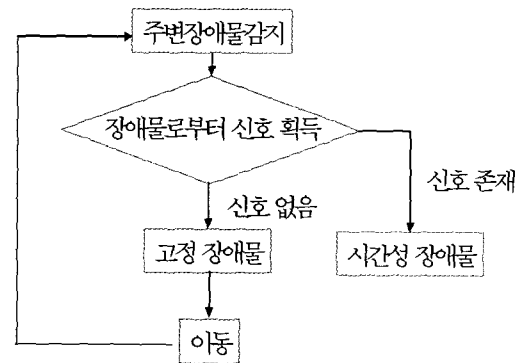 주변장애물감지
장애물로부터 신호 획득
신호 존재
신호 없음
고정 장애물
시간성 장애물
이동